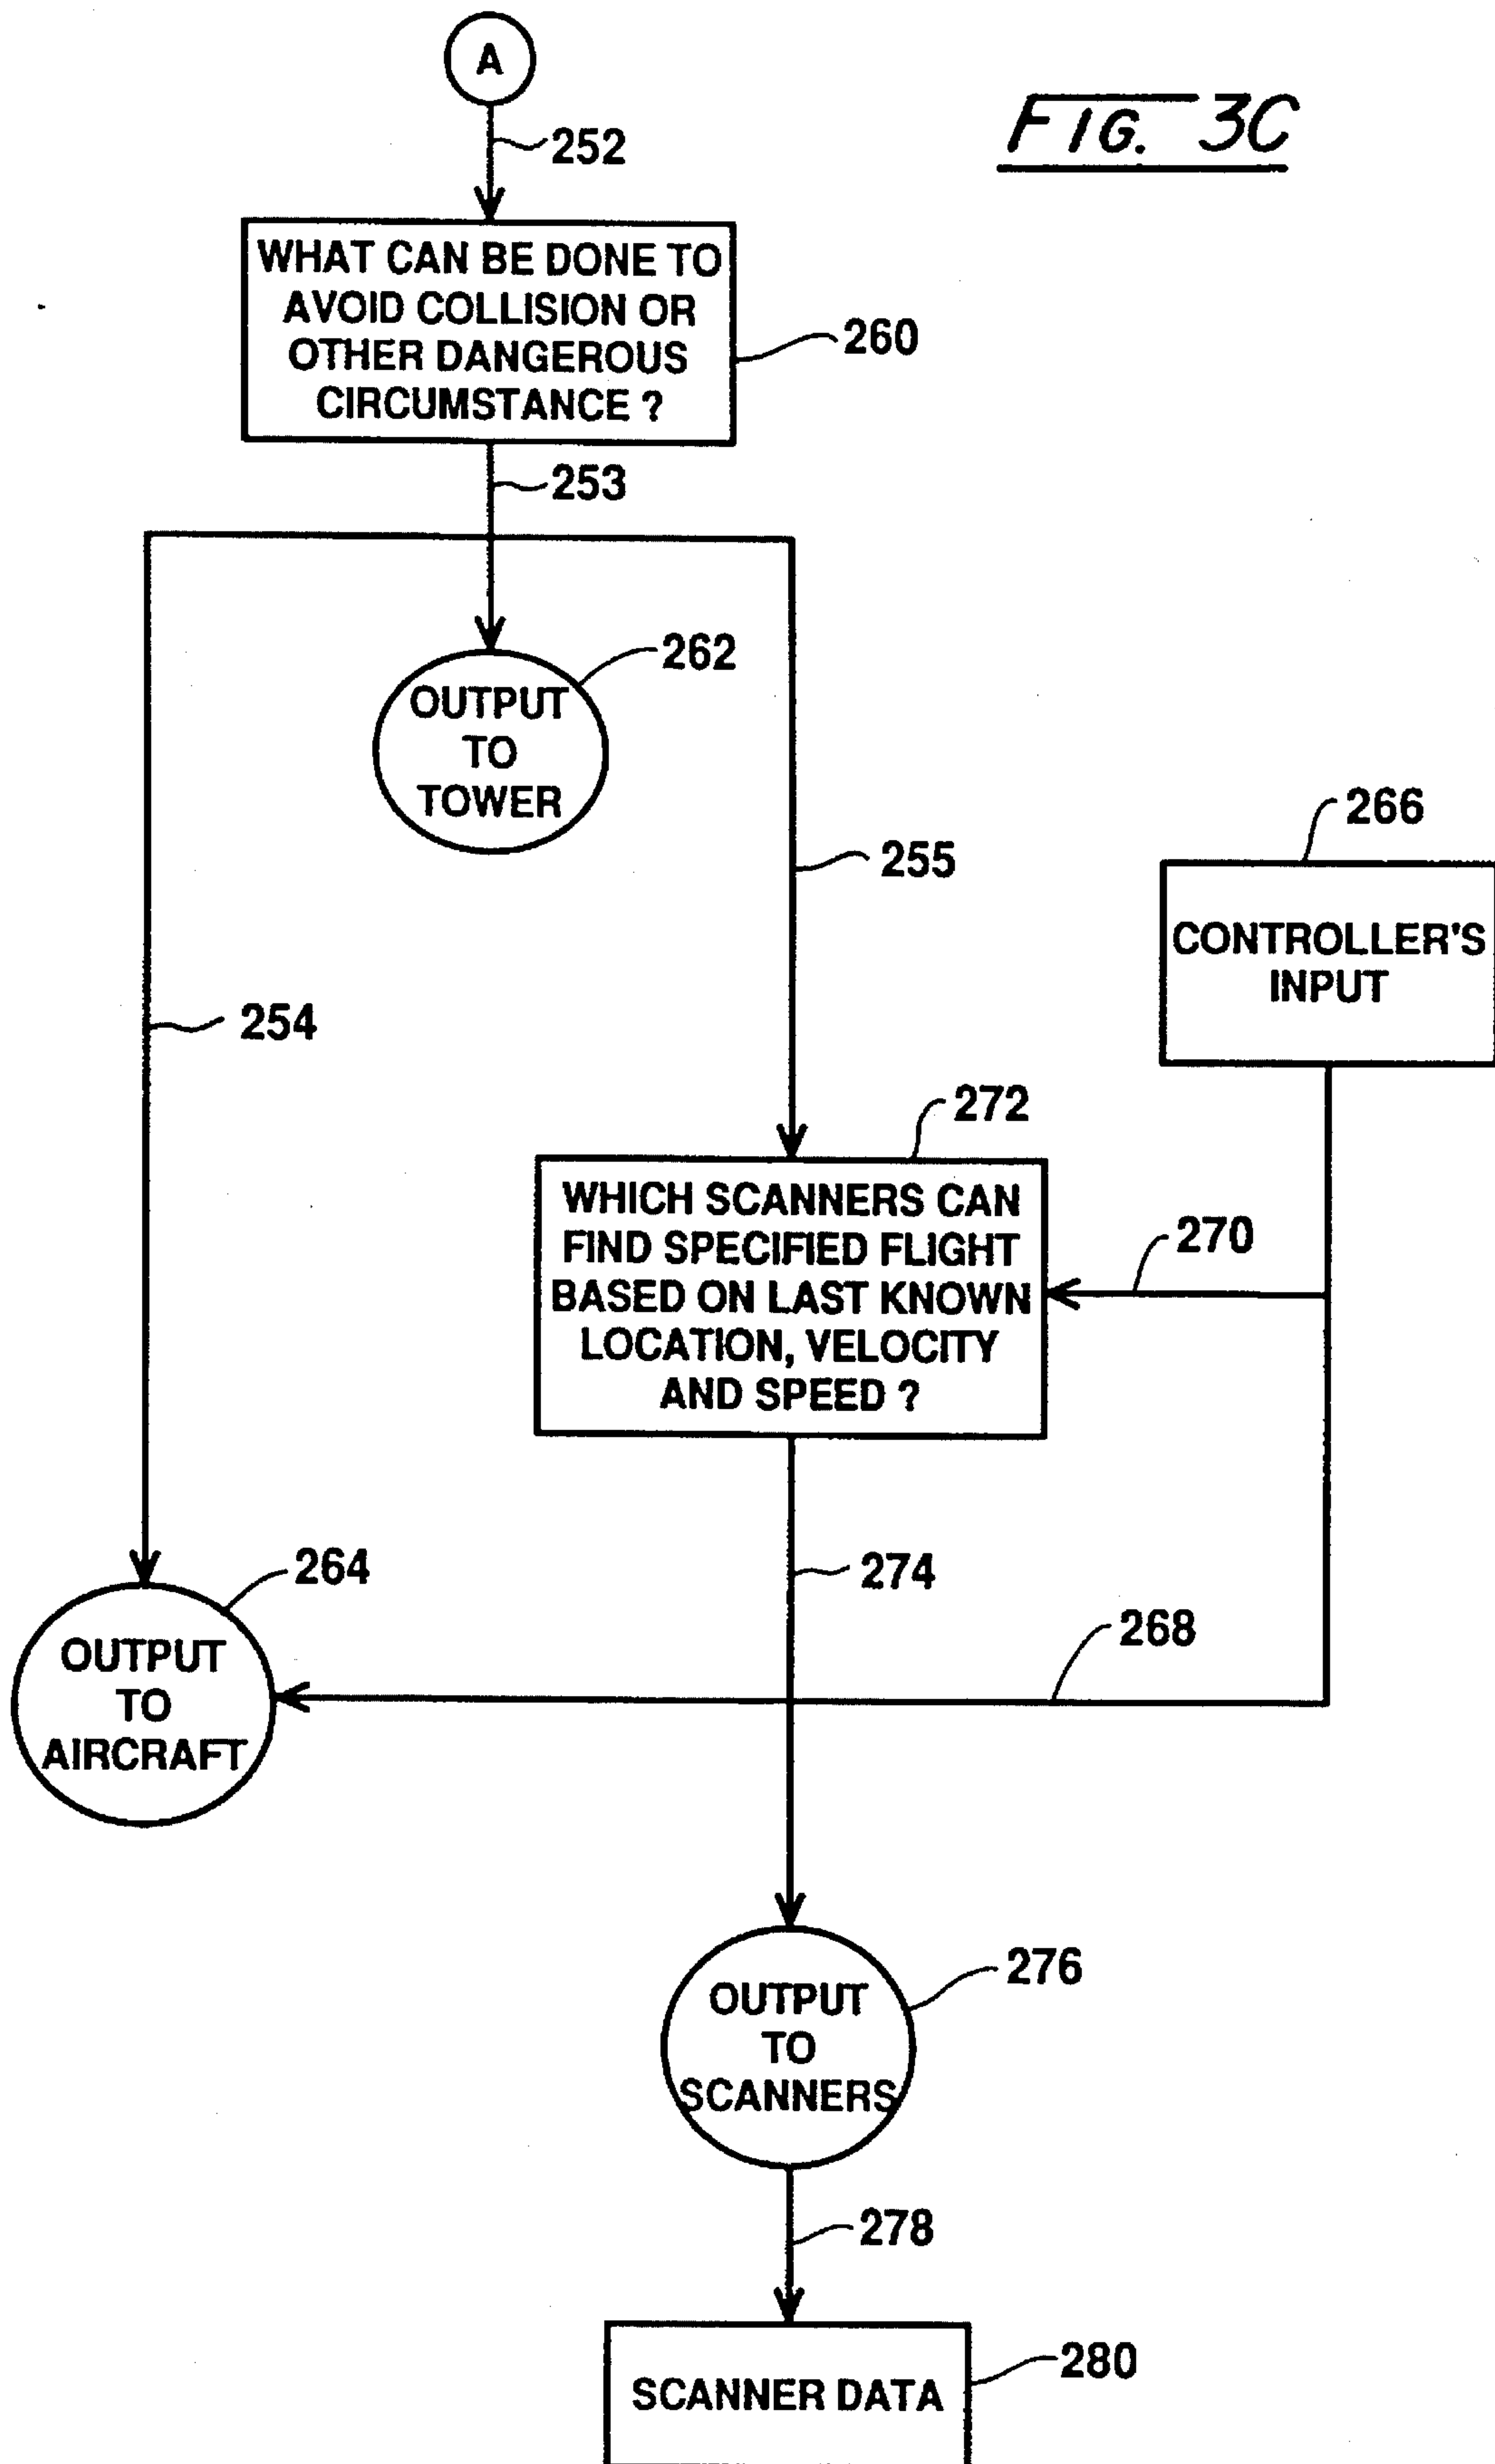 A
FIG. 3C
252
WHAT CAN BE DONE TO
AVOID COLLISION OR
OTHER DANGEROUS
CIRCUMSTANCE ?
260
253
262
OUTPUT
TO
TOWER
266
255
CONTROLLER'S
INPUT
254
272
WHICH SCANNERS CAN
FIND SPECIFIED FLIGHT
BASED ON LAST KNOWN
LOCATION, VELOCITY
AND SPEED ?
270
264
274
268
OUTPUT
TO
AIRCRAFT
276
OUTPUT
TO
SCANNERS
278
280
SCANNER DATA